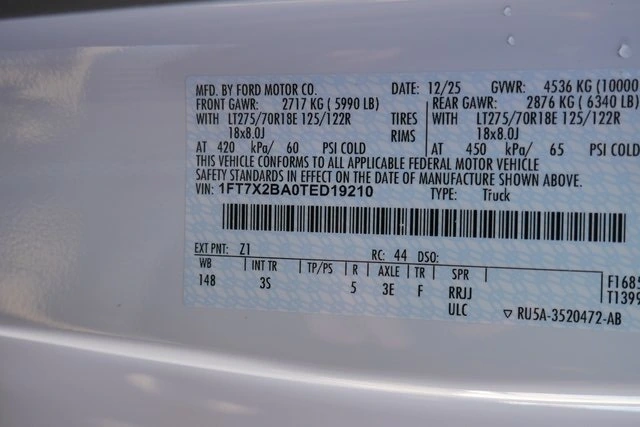 MFD. BY FORD MOTOR CO. DATE: 12/25 GVWR: 4536 KG (10000
FRONT GAWR: 2717 KG ( 5990 LB) REAR GAWR: 2876 KG ( 6340 LB)
WITH LT275/70R18E 125/122R TIRES WITH LT275/70R18E 125/122R
18x8.0J RIMS 18x8.0J
AT 420 kPa/ 60 PSI COLD AT 450 kPa/ 65 PSI COLD
THIS VEHICLE CONFORMS TO ALL APPLICABLE FEDERAL MOTOR VEHICLE
SAFETY STANDARDS IN EFFECT ON THE DATE OF MANUFACTURE SHOWN ABOVE.
VIN: 1FT7X2BA0TED19210 TYPE: Truck
EXT PNT: Z1 RC: 44 DSO:
WB INT TR TP/PS R AXLE TR SPR F1685
148 3S 5 3E F RRJJ T1399
ULC ▽ RU5A-3520472-AB